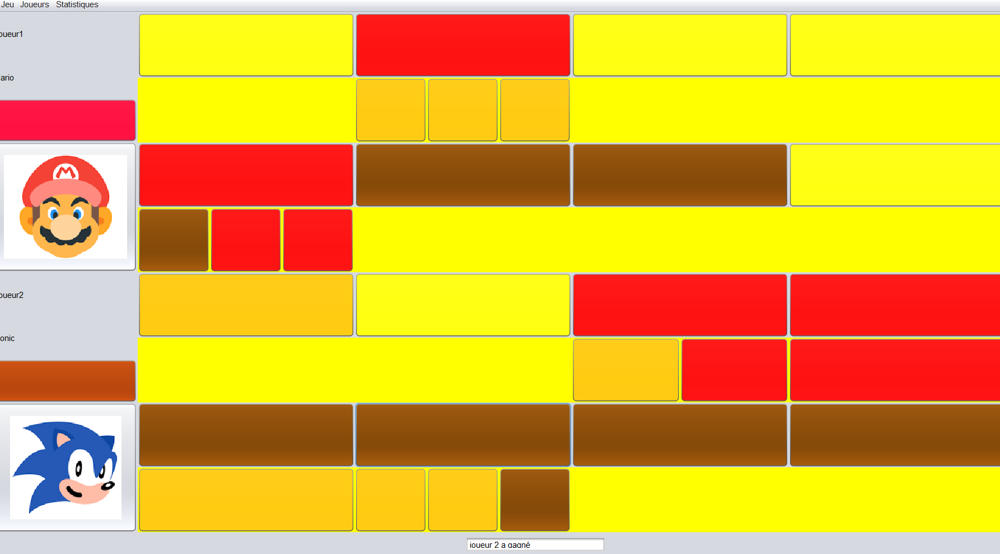 Jeu Joueurs Statistiques
oueur1
ario
M
oueur2
onic
joueur 2 a gagné